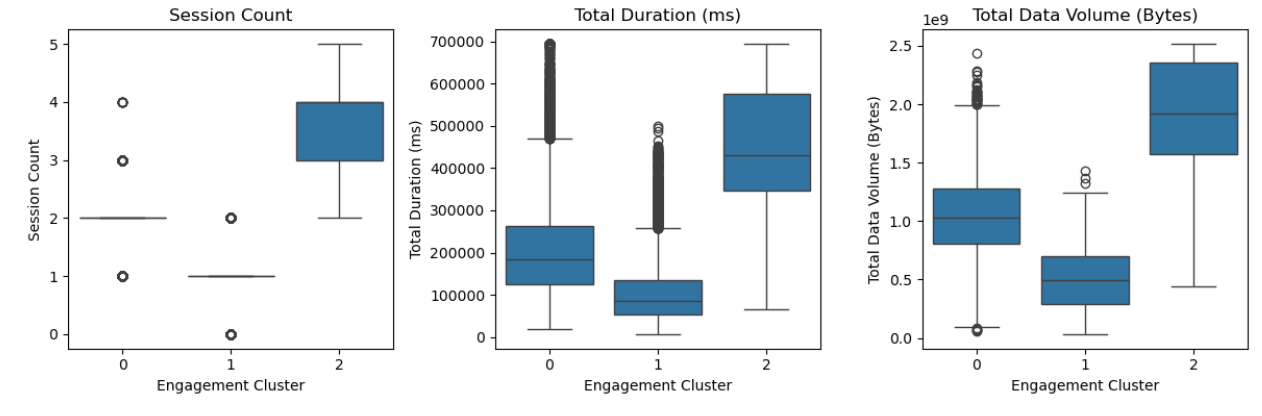 Session Count
Session Count
5
4
3
2
1
0
0 1 2
Engagement Cluster
Total Duration (ms)
Total Duration (ms)
700000
600000
500000
400000
300000
200000
100000
0
0 1 2
Engagement Cluster
Total Data Volume (Bytes)
1e9
Total Data Volume (Bytes)
2.5
2.0
1.5
1.0
0.5
0.0
0 1 2
Engagement Cluster